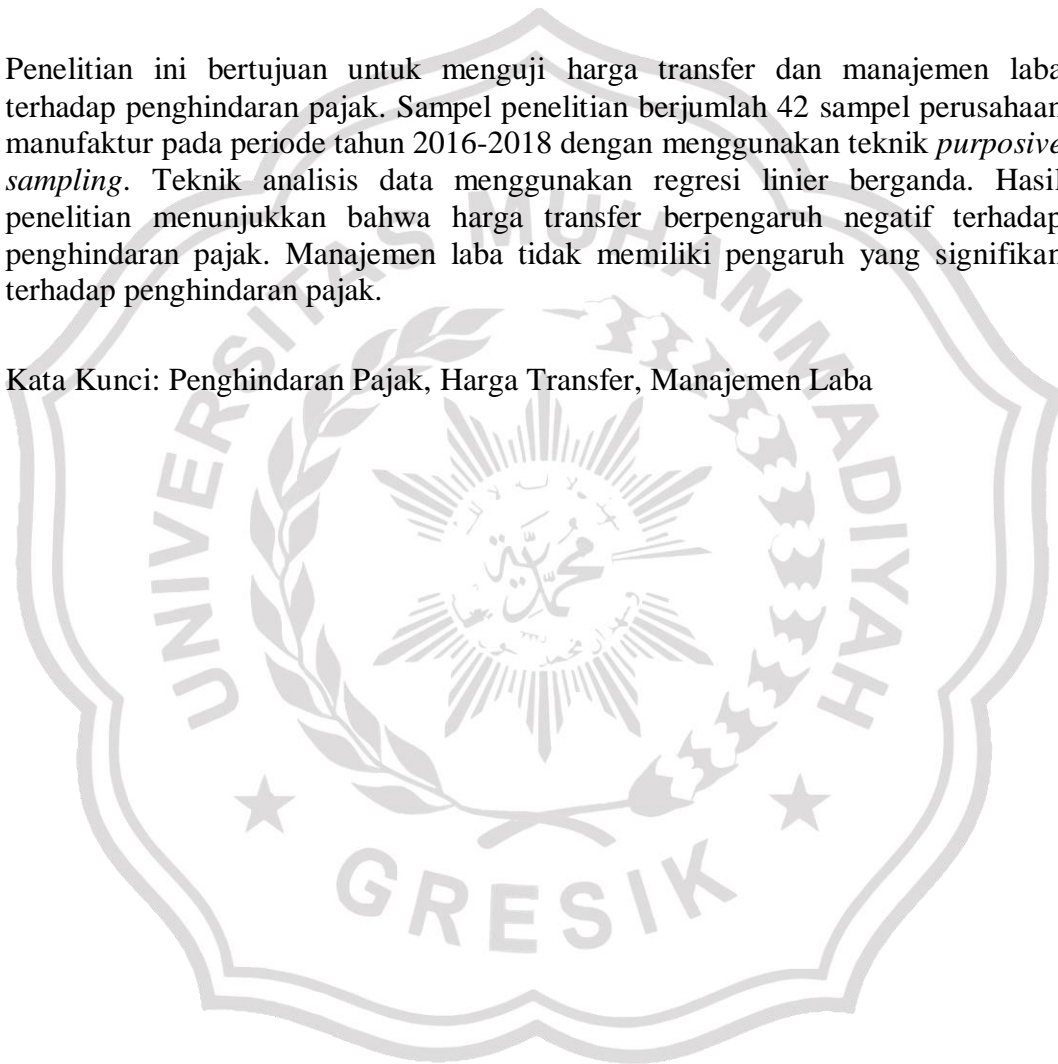 Penelitian ini bertujuan untuk menguji harga transfer dan manajemen laba
terhadap penghindaran pajak. Sampel penelitian berjumlah 42 sampel perusahaan
manufaktur pada periode tahun 2016-2018 dengan menggunakan teknik purposive
sampling. Teknik analisis data menggunakan regresi linier berganda. Hasil
penelitian menunjukkan bahwa harga transfer berpengaruh negatif terhadap
penghindaran pajak. Manajemen laba tidak memiliki pengaruh yang signifikan
terhadap penghindaran pajak.
Kata Kunci: Penghindaran Pajak, Harga Transfer, Manajemen Laba
UNIVERSITAS MUHAMMADIYAH
GRESIK